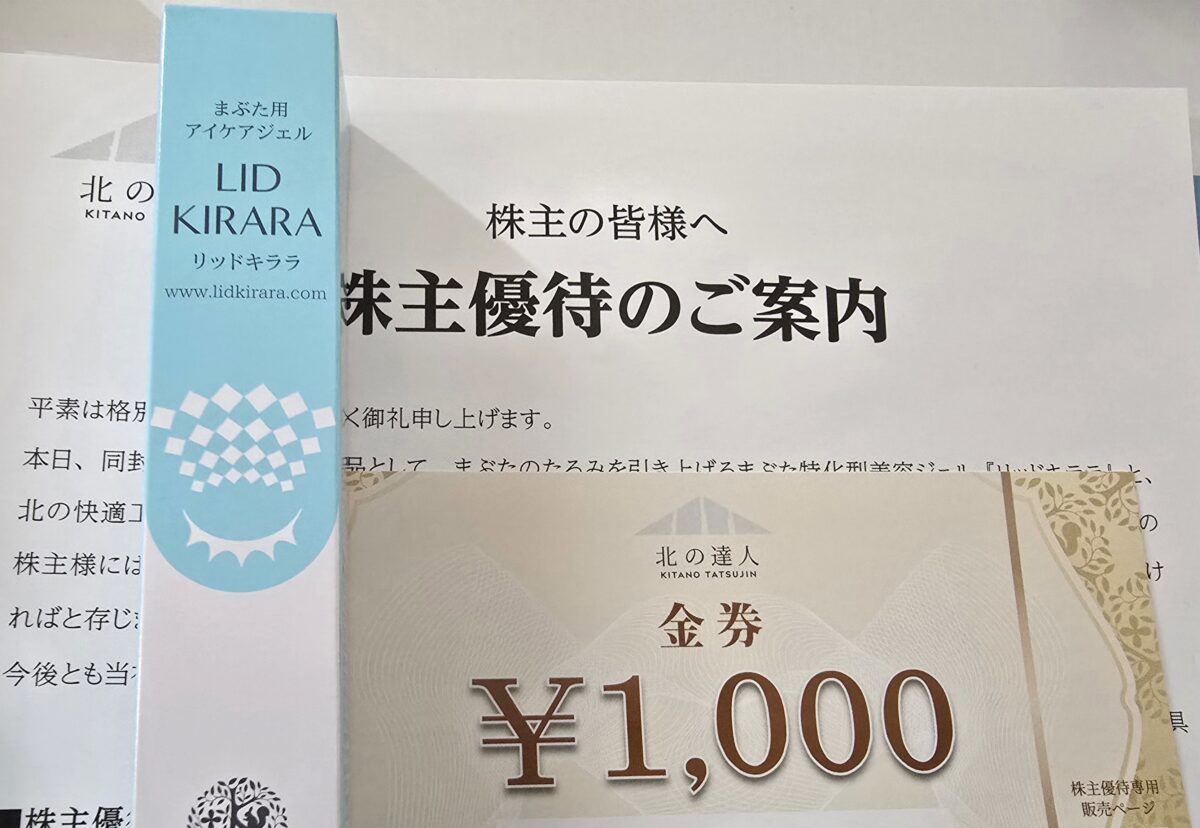 まぶた用
アイケアジェル
LID
KIRARA
リッドキララ
www.lidkirara.com
北の
KITANO
株主の皆様へ
株主優待のご案内
平素は格別
御礼申し上げます。
本日、同封
品として、まぶたのたるみを引き上げるまぶた特化型美容ジェル『リッドキララ』と、
北の快適工
の
株主様には
け
ればと存じま
今後とも当
具
北の達人
KITANO TATSUJIN
金券
¥1,000
株主優待専用
販売ページ
■株主優待